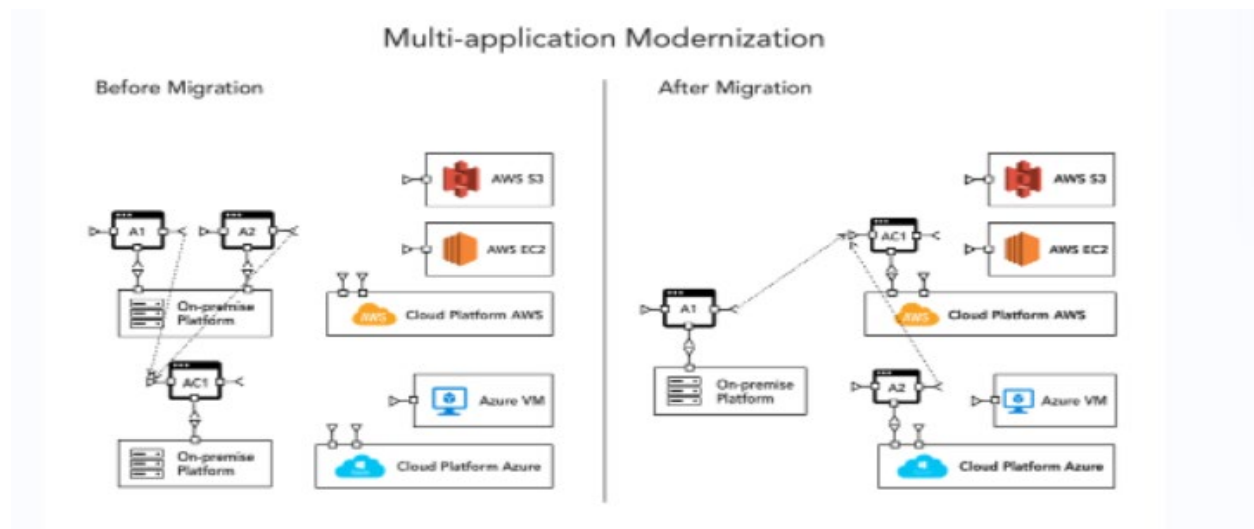 Multi-application Modernization
Before Migration
AWS S3
A1
A2
AWS EC2
On-premise
Platform
AWS
Cloud Platform AWS
AC1
Azure VM
On-premise
Platform
Cloud Platform Azure
After Migration
AWS S3
AC1
AWS EC2
A1
AWS
Cloud Platform AWS
On-premise
Platform
A2
Azure VM
Cloud Platform Azure